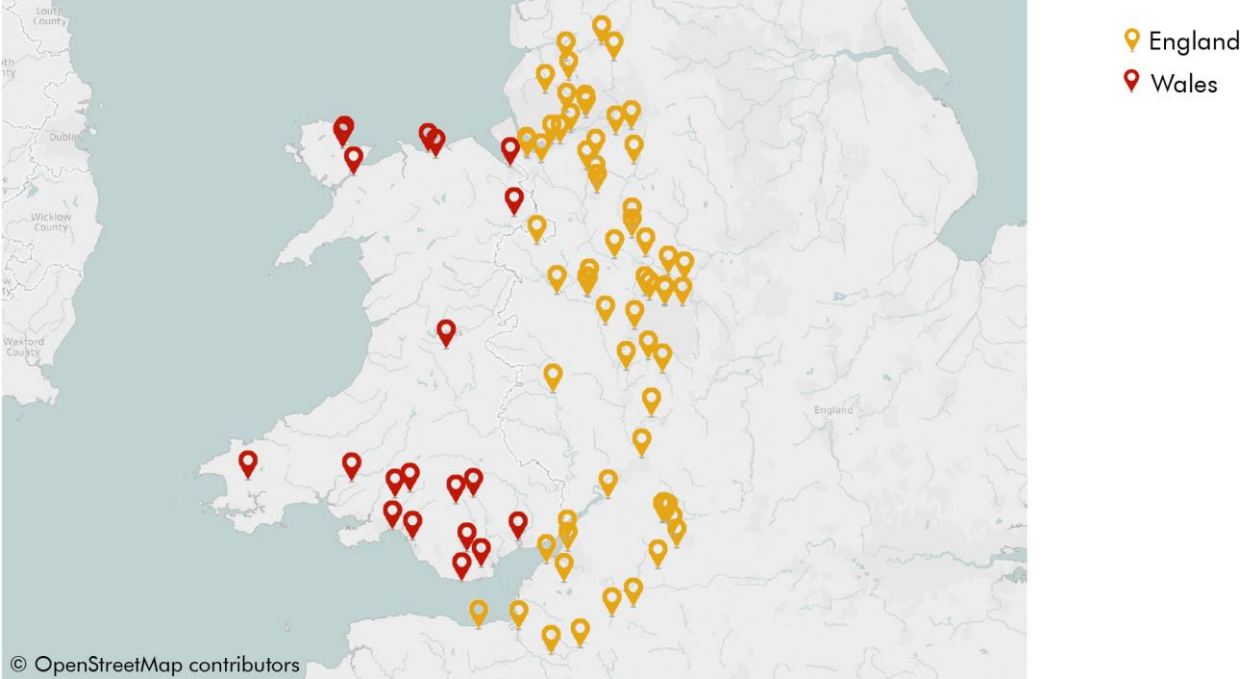 Louth
County
Dublin
Wicklow
County
Wexford
County
England
England
Wales
© OpenStreetMap contributors